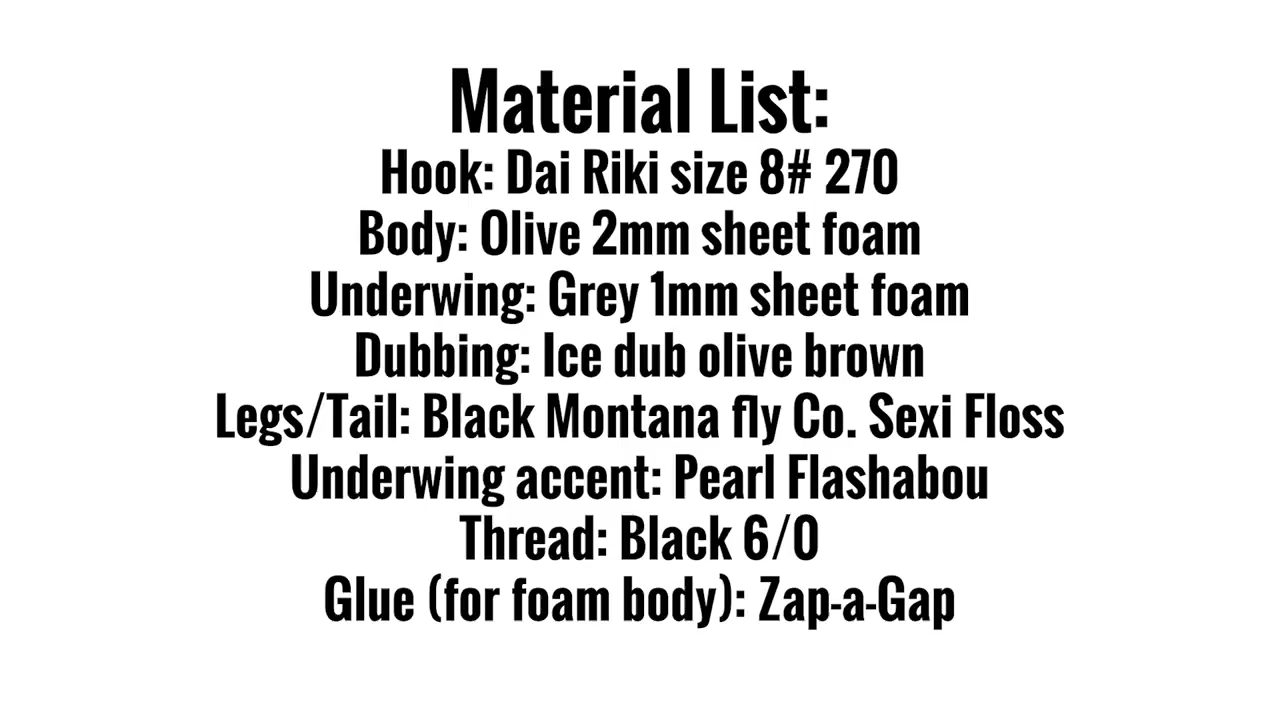 Material List:
Hook: Dai Riki size 8# 270
Body: Olive 2mm sheet foam
Underwing: Grey 1mm sheet foam
Dubbing: Ice dub olive brown
Legs/Tail: Black Montana fly Co. Sexi Floss
Underwing accent: Pearl Flashabou
Thread: Black 6/0
Glue (for foam body): Zap-a-Gap